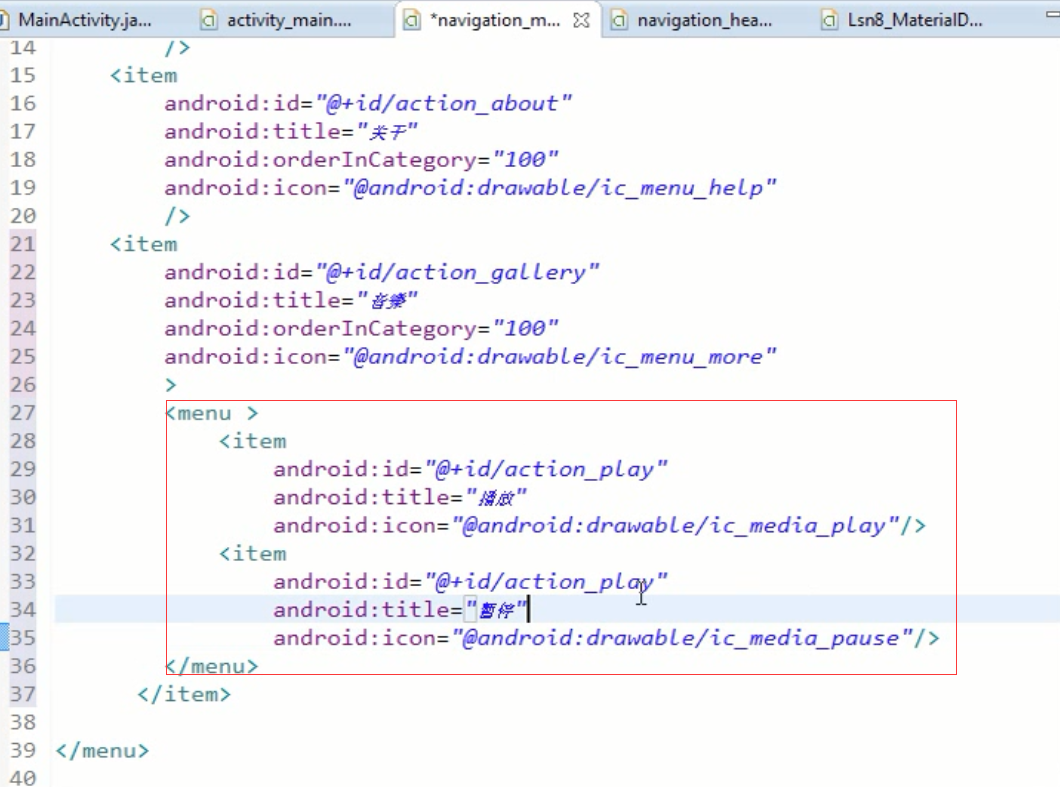 MainActivity.ja...
activity_main....
*navigation_m...
navigation_hea...
Lsn8_MaterialD...
14 />
15 <item
16 android:id="@+id/action_about"
17 android:title="关于"
18 android:orderInCategory="100"
19 android:icon="@android:drawable/ic_menu_help"
20 />
21 <item
22 android:id="@+id/action_gallery"
23 android:title="音樂"
24 android:orderInCategory="100"
25 android:icon="@android:drawable/ic_menu_more"
26 >
27 <menu >
28 <item
29 android:id="@+id/action_play"
30 android:title="播放"
31 android:icon="@android:drawable/ic_media_play"/>
32 <item
33 android:id="@+id/action_play"
34 android:title="暫停"
35 android:icon="@android:drawable/ic_media_pause"/>
36 </menu>
37 </item>
38
39 </menu>
40